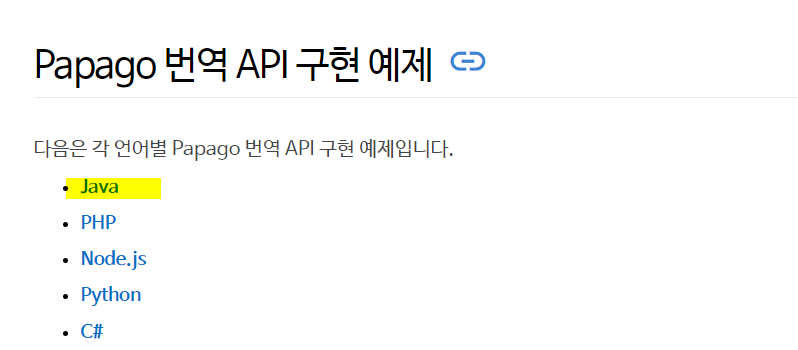 Papago 번역 API 구현 예제
다음은 각 언어별 Papago 번역 API 구현 예제입니다.
Java
PHP
Node.js
Python
C#